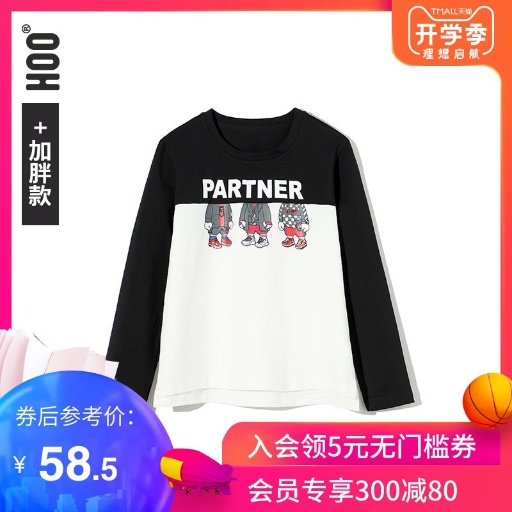 HOO®
+
加胖款
TMALL天猫
开学季
理想启航
PARTNER
券后参考价：
¥ 58.5
入会领5元无门槛券
会员专享300减80